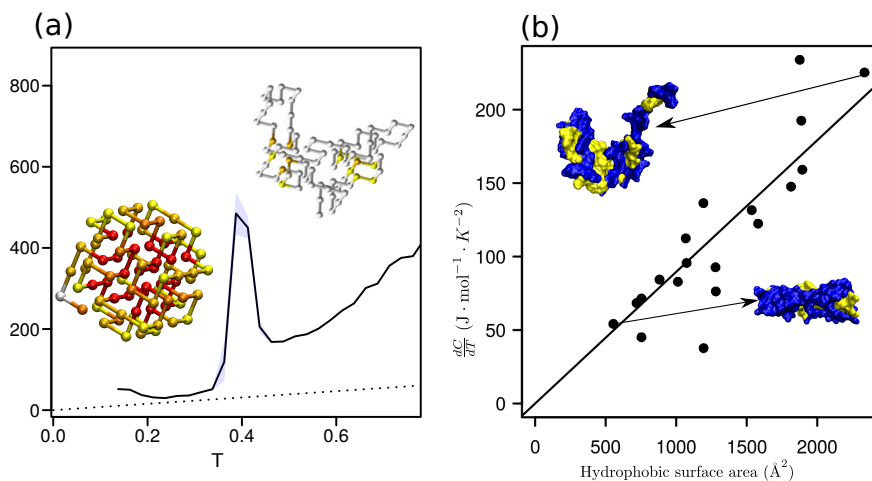 (a)
800
600
400
200
0
0.0 0.2 0.4 0.6
T
(b)
200
150
100
50
0
dC/dT (J · mol⁻¹ · K⁻²)
0 500 1000 1500 2000
Hydrophobic surface area (Å²)